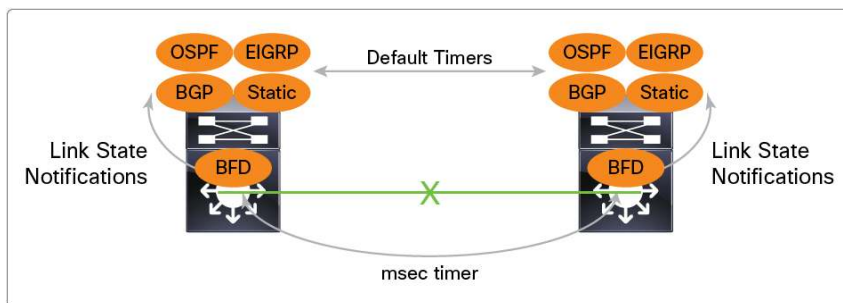 OSPF EIGRP
BGP Static
Default Timers
OSPF EIGRP
BGP Static
Link State
Notifications
BFD
X
BFD
Link State
Notifications
msec timer